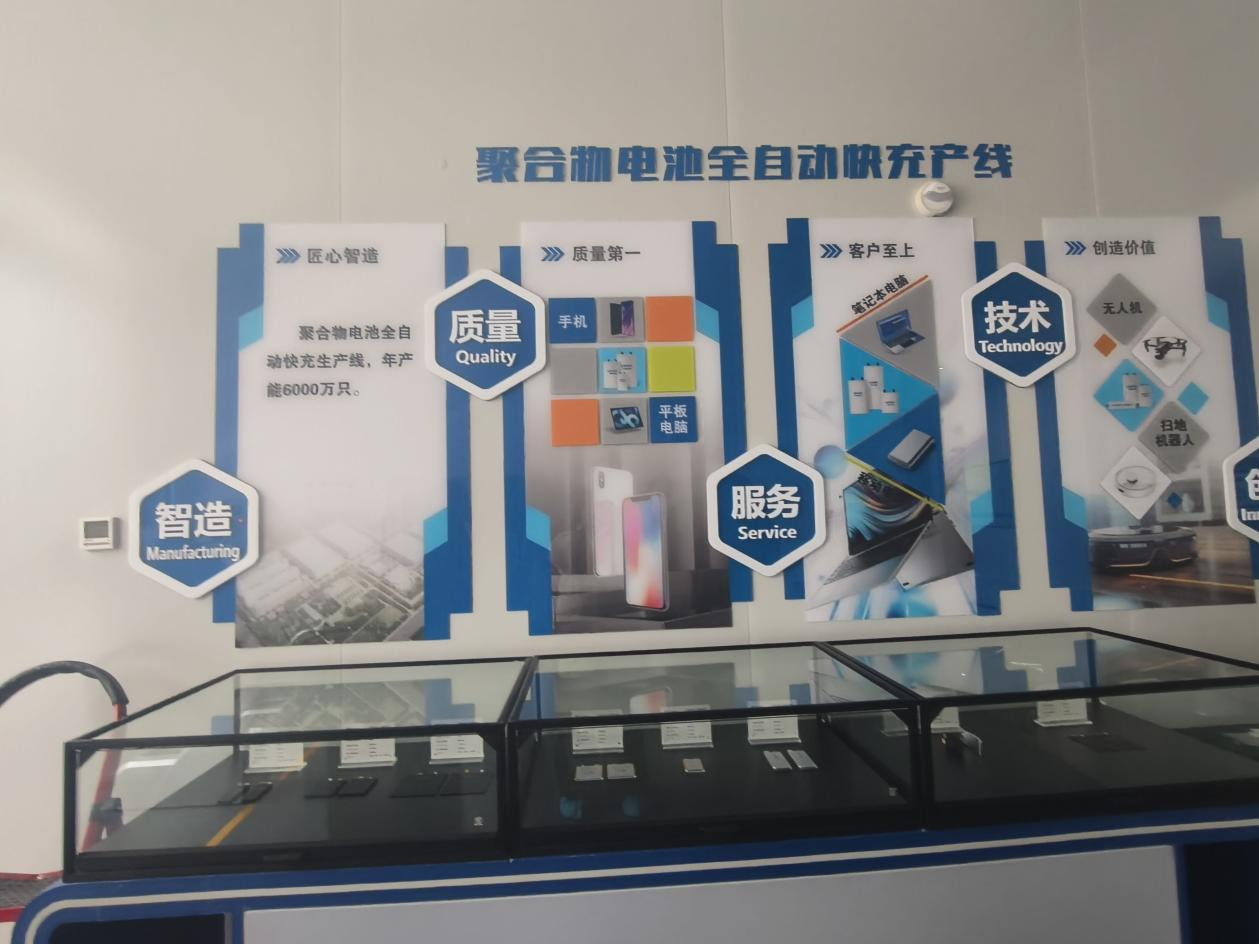 聚合物电池全自动快充产线
匠心智造
聚合物电池全自
动快充生产线，年产
能6000万只。
智造
Manufacturing
质量
Quality
质量第一
手机
平板
电脑
服务
Service
客户至上
笔记本电脑
技术
Technology
创造价值
无人机
扫地
机器人